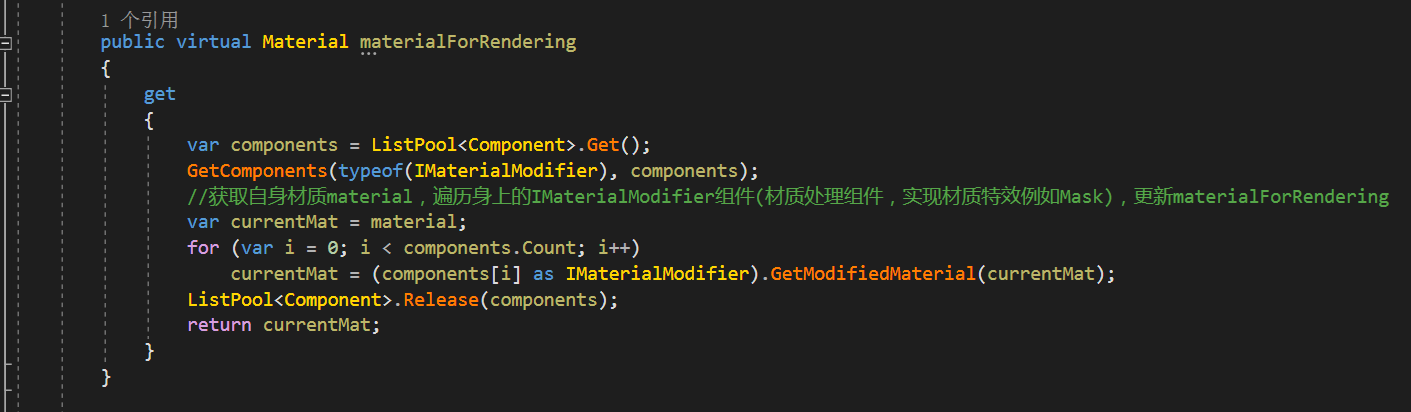 1 个引用
public virtual Material materialForRendering
{
get
{
var components = ListPool<Component>.Get();
GetComponents(typeof(IMaterialModifier), components);
//获取自身材质material，遍历身上的IMaterialModifier组件(材质处理组件，实现材质特效例如Mask)，更新materialForRendering
var currentMat = material;
for (var i = 0; i < components.Count; i++)
currentMat = (components[i] as IMaterialModifier).GetModifiedMaterial(currentMat);
ListPool<Component>.Release(components);
return currentMat;
}
}